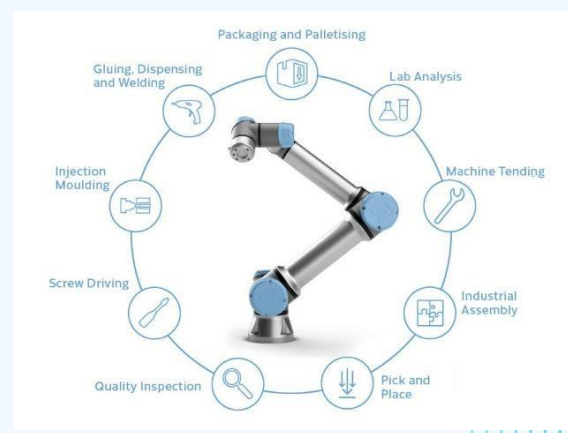 Packaging and Palletising
Lab Analysis
Machine Tending
Industrial
Assembly
Pick and
Place
Quality Inspection
Screw Driving
Injection
Moulding
Gluing, Dispensing
and Welding